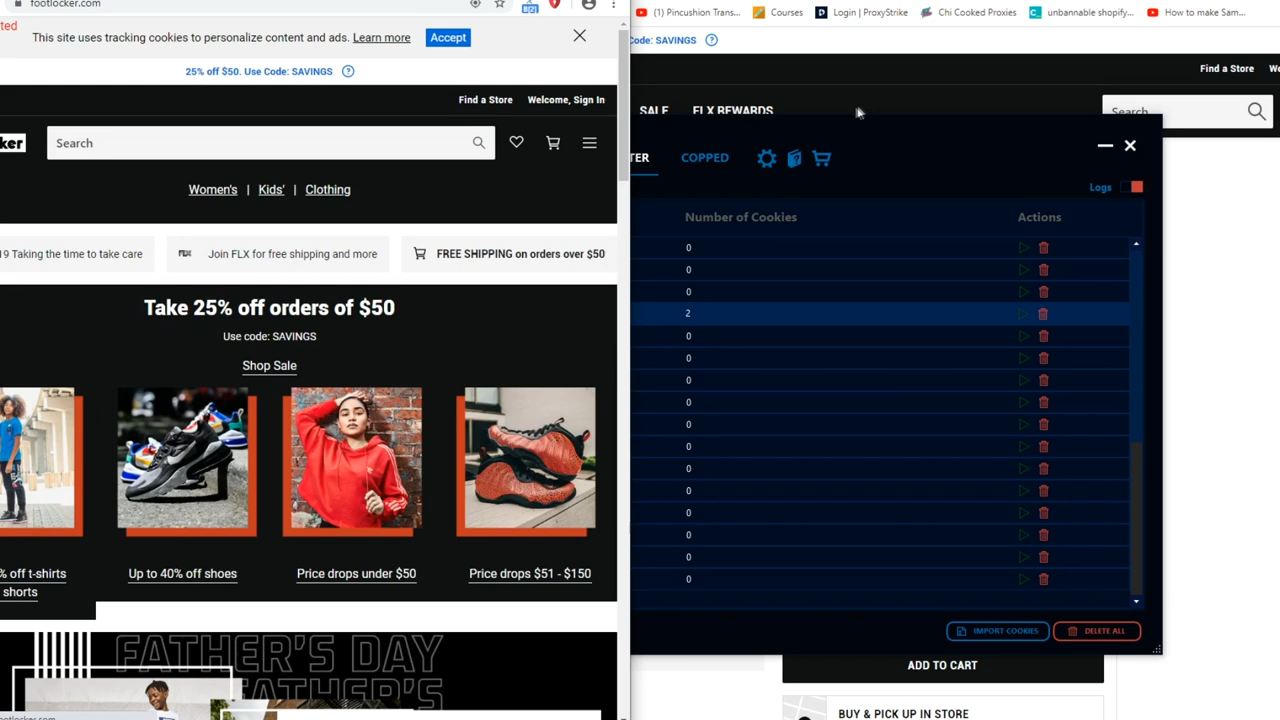 footlocker.com
ted
This site uses tracking cookies to personalize content and ads. Learn more
Accept
25% off $50. Use Code: SAVINGS
Find a Store
Welcome, Sign In
ker
Search
Women's | Kids' | Clothing
19 Taking the time to take care
FLX
Join FLX for free shipping and more
FREE SHIPPING on orders over $50
Take 25% off orders of $50
Use code: SAVINGS
Shop Sale
% off t-shirts
shorts
Up to 40% off shoes
Price drops under $50
Price drops $51 - $150
FATHER'S DAY
FATHER'S
footlocker.com
(1) Pincushion Trans...
Courses
Login | ProxyStrike
Chi Cooked Proxies
unbannable shopify...
How to make Sam...
Code: SAVINGS
Find a Store
We
SALE
FLX REWARDS
Search
TER
COPPED
Logs
Number of Cookies
Actions
0
0
0
2
0
0
0
0
0
0
0
0
0
0
0
0
IMPORT COOKIES
DELETE ALL
ADD TO CART
BUY & PICK UP IN STORE